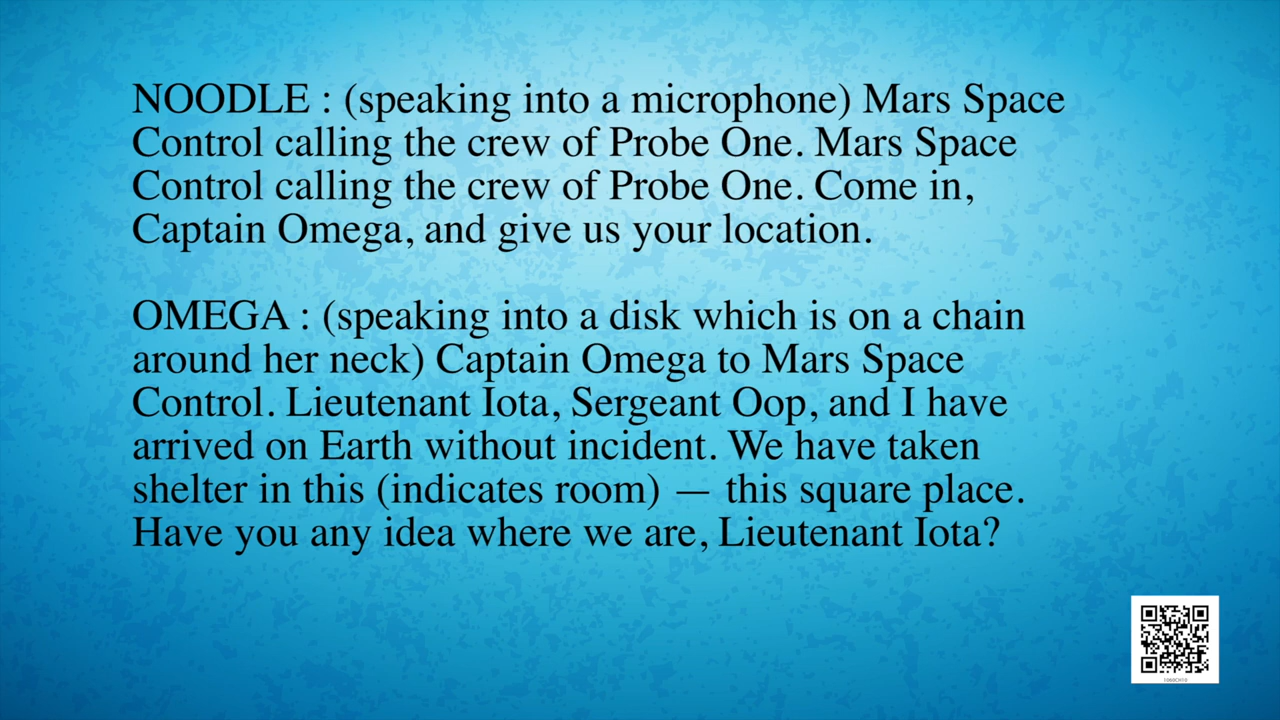 NOODLE : (speaking into a microphone) Mars Space
Control calling the crew of Probe One. Mars Space
Control calling the crew of Probe One. Come in,
Captain Omega, and give us your location.
OMEGA : (speaking into a disk which is on a chain
around her neck) Captain Omega to Mars Space
Control. Lieutenant Iota, Sergeant Oop, and I have
arrived on Earth without incident. We have taken
shelter in this (indicates room) — this square place.
Have you any idea where we are, Lieutenant Iota?